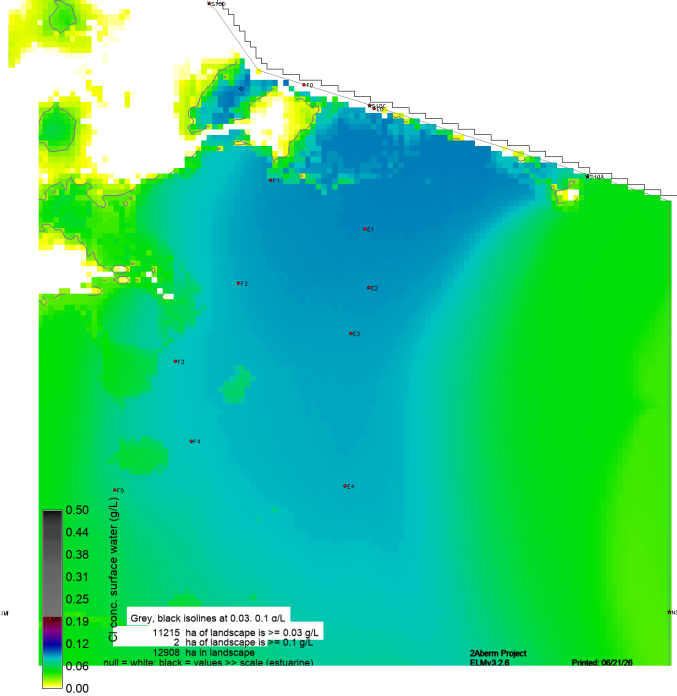 S10D
F0
S10C
E0
S10A
F1
E1
F2
E2
E3
F3
F4
E4
F5
0.50
0.44
0.38
0.31
0.25
0.19
0.12
0.06
0.00
Cl conc. surface water (g/L)
Grey, black isolines at 0.03, 0.1 g/L
11215 ha of landscape is >= 0.03 g/L
2 ha of landscape is >= 0.1 g/L
12908 ha in landscape
null = white; black = values >> scale (estuarine)
2Aberm Project
ELMv3.2.6
Printed: 06/21/26